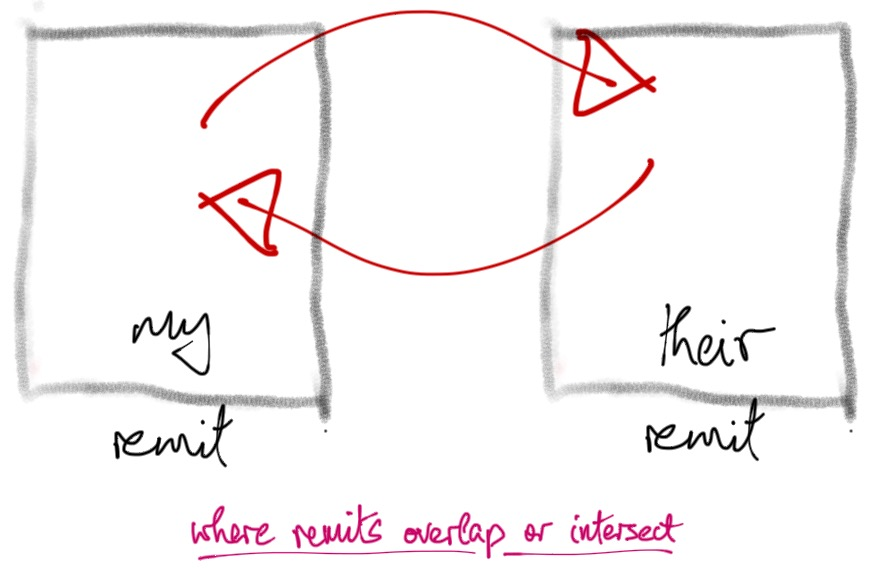 my
their
remit
remit
where remits overlap or intersect